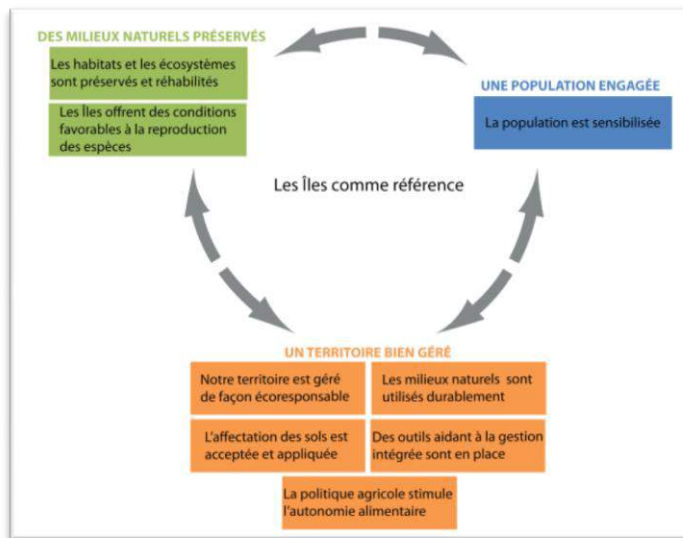 DES MILIEUX NATURELS PRÉSERVÉS
Les habitats et les écosystèmes
sont préservés et réhabilités
Les Îles offrent des conditions
favorables à la reproduction
des espèces
UNE POPULATION ENGAGÉE
La population est sensibilisée
Les Îles comme référence
UN TERRITOIRE BIEN GÉRÉ
Notre territoire est géré
de façon écoresponsable
Les milieux naturels sont
utilisés durablement
L'affectation des sols est
acceptée et appliquée
Des outils aidant à la gestion
intégrée sont en place
La politique agricole stimule
l'autonomie alimentaire